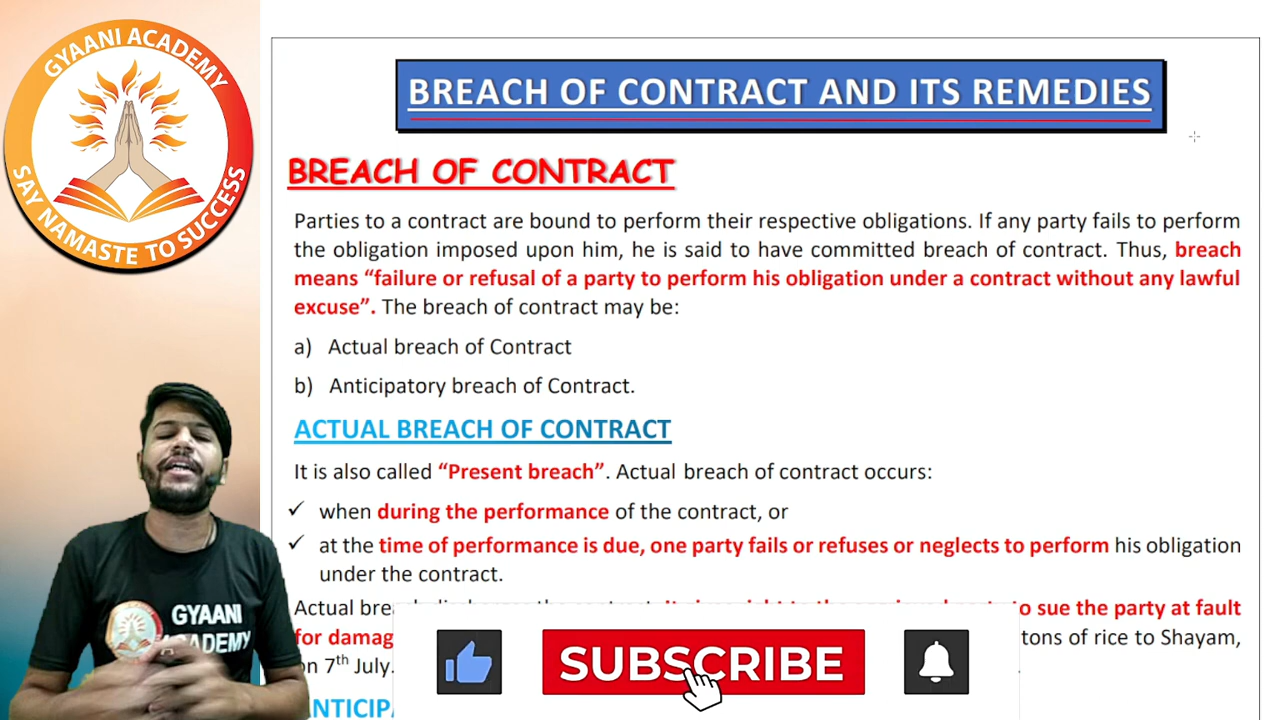 GYAANI ACADEMY
SAY NAMASTE TO SUCCESS
BREACH OF CONTRACT AND ITS REMEDIES
BREACH OF CONTRACT
Parties to a contract are bound to perform their respective obligations. If any party fails to perform
the obligation imposed upon him, he is said to have committed breach of contract. Thus, breach
means “failure or refusal of a party to perform his obligation under a contract without any lawful
excuse”. The breach of contract may be:
a) Actual breach of Contract
b) Anticipatory breach of Contract.
ACTUAL BREACH OF CONTRACT
It is also called “Present breach”. Actual breach of contract occurs:
✓ when during the performance of the contract, or
✓ at the time of performance is due, one party fails or refuses or neglects to perform his obligation
under the contract.
Actual to sue the party at fault
for tons of rice to Shayam,
on 7th July.
SUBSCRIBE
GYAANI
ACADEMY